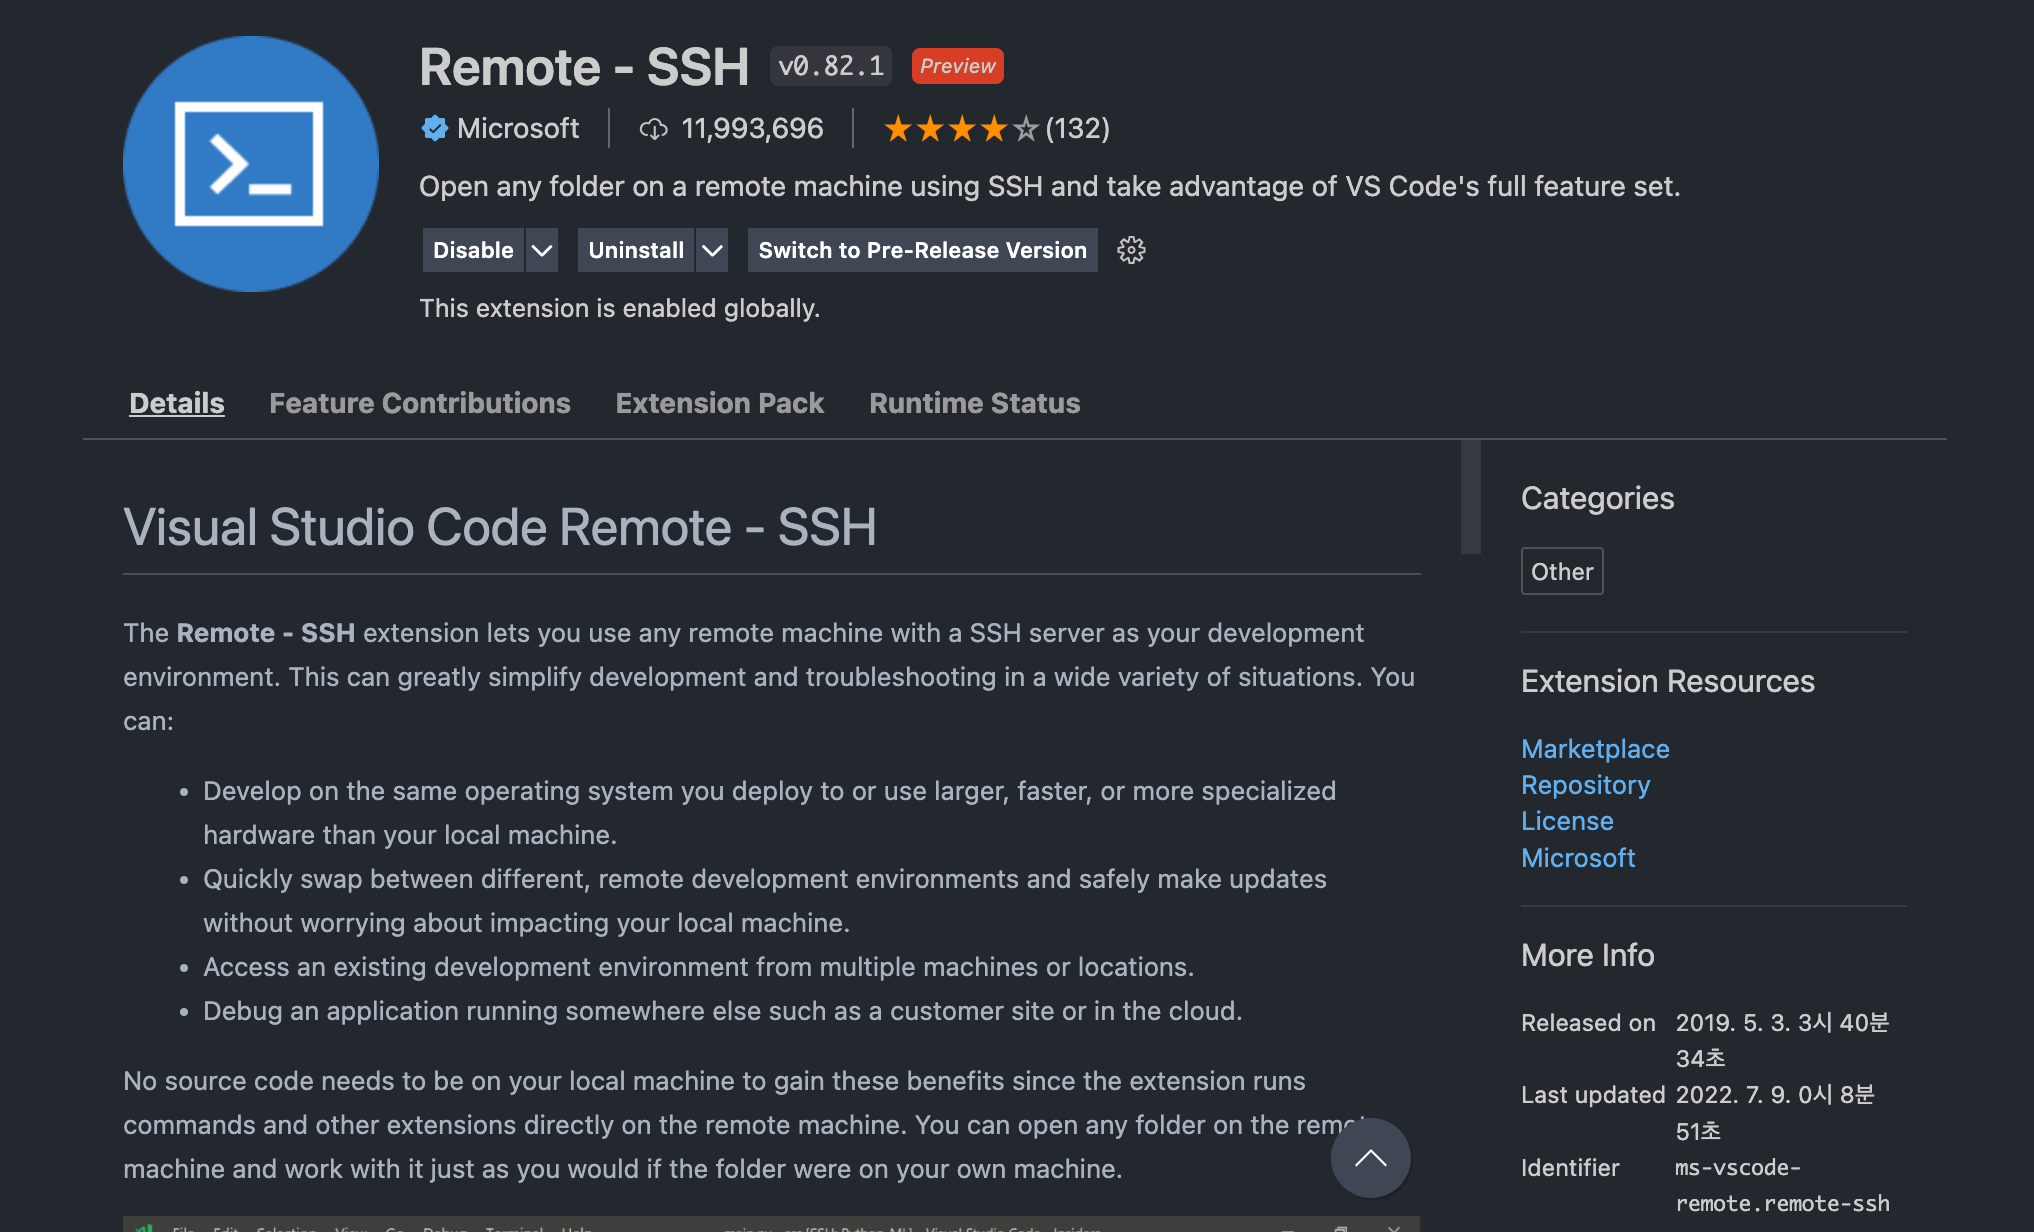 Remote - SSH v0.82.1 Preview
Microsoft 11,993,696 (132)
Open any folder on a remote machine using SSH and take advantage of VS Code's full feature set.
Disable Uninstall Switch to Pre-Release Version
This extension is enabled globally.
Details Feature Contributions Extension Pack Runtime Status
Visual Studio Code Remote - SSH
The Remote - SSH extension lets you use any remote machine with a SSH server as your development
environment. This can greatly simplify development and troubleshooting in a wide variety of situations. You
can:
• Develop on the same operating system you deploy to or use larger, faster, or more specialized
hardware than your local machine.
• Quickly swap between different, remote development environments and safely make updates
without worrying about impacting your local machine.
• Access an existing development environment from multiple machines or locations.
• Debug an application running somewhere else such as a customer site or in the cloud.
No source code needs to be on your local machine to gain these benefits since the extension runs
commands and other extensions directly on the remote machine. You can open any folder on the
machine and work with it just as you would if the folder were on your own machine.
Categories
Other
Extension Resources
Marketplace
Repository
License
Microsoft
More Info
Released on 2019. 5. 3. 3시 40분
34초
Last updated 2022. 7. 9. 0시 8분
51초
Identifier ms-vscode-
remote.remote-ssh